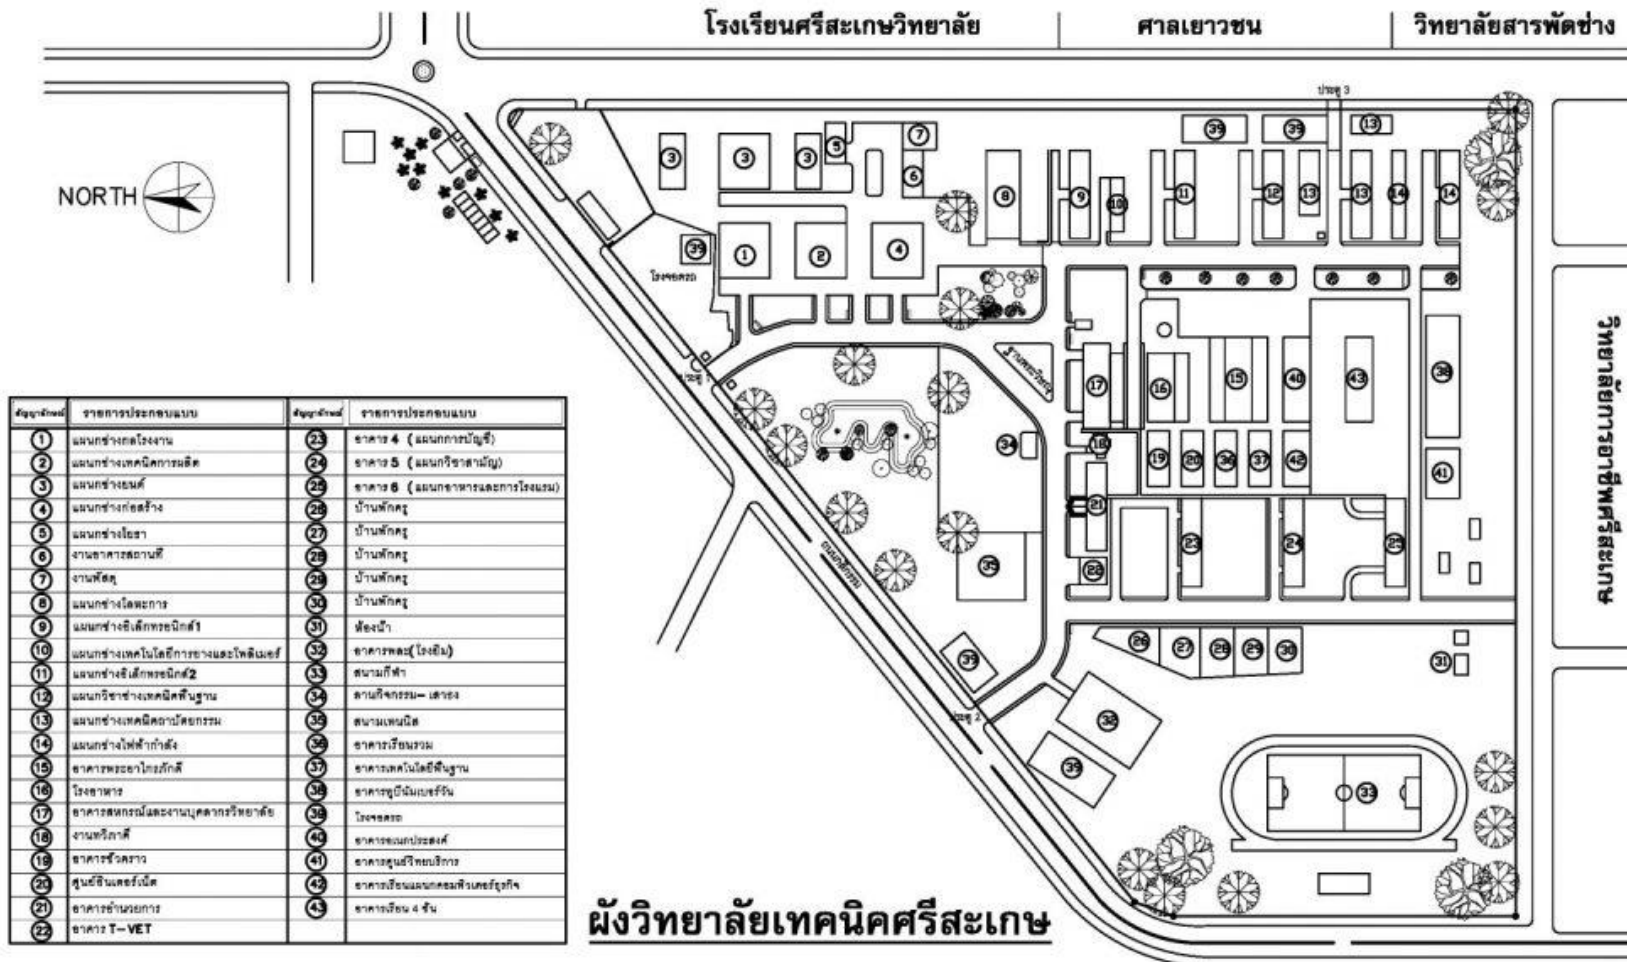 โรงเรียนศรีสะเกษวิทยาลัย
ศาลเยาวชน
วิทยาลัยสารพัดช่าง
ประตู 3
NORTH
โรงจอดรถ
ประตู 1
ถนนกสิกรรม
ประตู 2
วิทยาลัยการอาชีพศรีสะเกษ
สัญญาลักษณ์ รายการประกอบแบบ สัญญาลักษณ์ รายการประกอบแบบ
1 แผนกช่างกลโรงงาน 23 อาคาร 4 (แผนกการบัญชี)
2 แผนกช่างเทคนิคการผลิต 24 อาคาร 5 (แผนกวิชาสามัญ)
3 แผนกช่างยนต์ 25 อาคาร 6 (แผนกอาหารและการโรงแรม)
4 แผนกช่างก่อสร้าง 26 บ้านพักครู
5 แผนกช่างโยธา 27 บ้านพักครู
6 งานอาคารสถานที่ 28 บ้านพักครู
7 งานพัสดุ 29 บ้านพักครู
8 แผนกช่างโลหะการ 30 บ้านพักครู
9 แผนกช่างอิเล็กทรอนิกส์1 31 ห้องน้ำ
10 แผนกช่างเทคโนโลยีการยางและโพลิเมอร์ 32 อาคารพละ(โรงยิม)
11 แผนกช่างอิเล็กทรอนิกส์2 33 สนามกีฬา
12 แผนกวิชาช่างเทคนิคพื้นฐาน 34 ลานกิจกรรม-เสาธง
13 แผนกช่างเทคนิคสถาปัตยกรรม 35 สนามเทนนิส
14 แผนกช่างไฟฟ้ากำลัง 36 อาคารเรียนรวม
15 อาคารพระยาไกรภักดี 37 อาคารเทคโนโลยีพื้นฐาน
16 โรงอาหาร 38 อาคารทูบีนัมเบอร์วัน
17 อาคารสหกรณ์และงานบุคลากรวิทยาลัย 39 โรงจอดรถ
18 งานทวิภาคี 40 อาคารอเนกประสงค์
19 อาคารชั่วคราว 41 อาคารศูนย์วิทยบริการ
20 ศูนย์อินเตอร์เน็ต 42 อาคารเรียนแผนกคอมพิวเตอร์ธุรกิจ
21 อาคารอำนวยการ 43 อาคารเรียน 4 ชั้น
22 อาคาร T-VET
ผังวิทยาลัยเทคนิคศรีสะเกษ